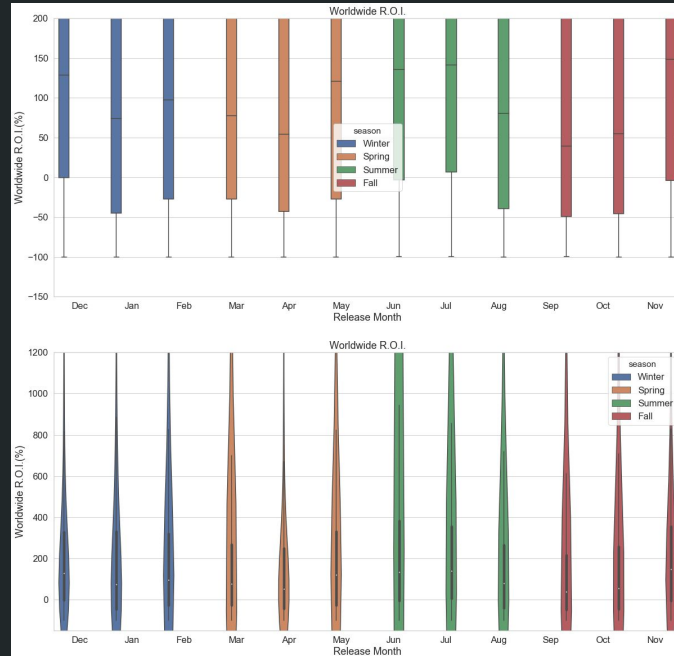 Worldwide R.O.I.
200
150
100
50
0
−50
−100
−150
Worldwide R.O.I.(%)
season
Winter
Spring
Summer
Fall
Dec Jan Feb Mar Apr May Jun Jul Aug Sep Oct Nov
Release Month
Worldwide R.O.I.
1200
1000
800
600
400
200
0
Worldwide R.O.I.(%)
season
Winter
Spring
Summer
Fall
Dec Jan Feb Mar Apr May Jun Jul Aug Sep Oct Nov
Release Month